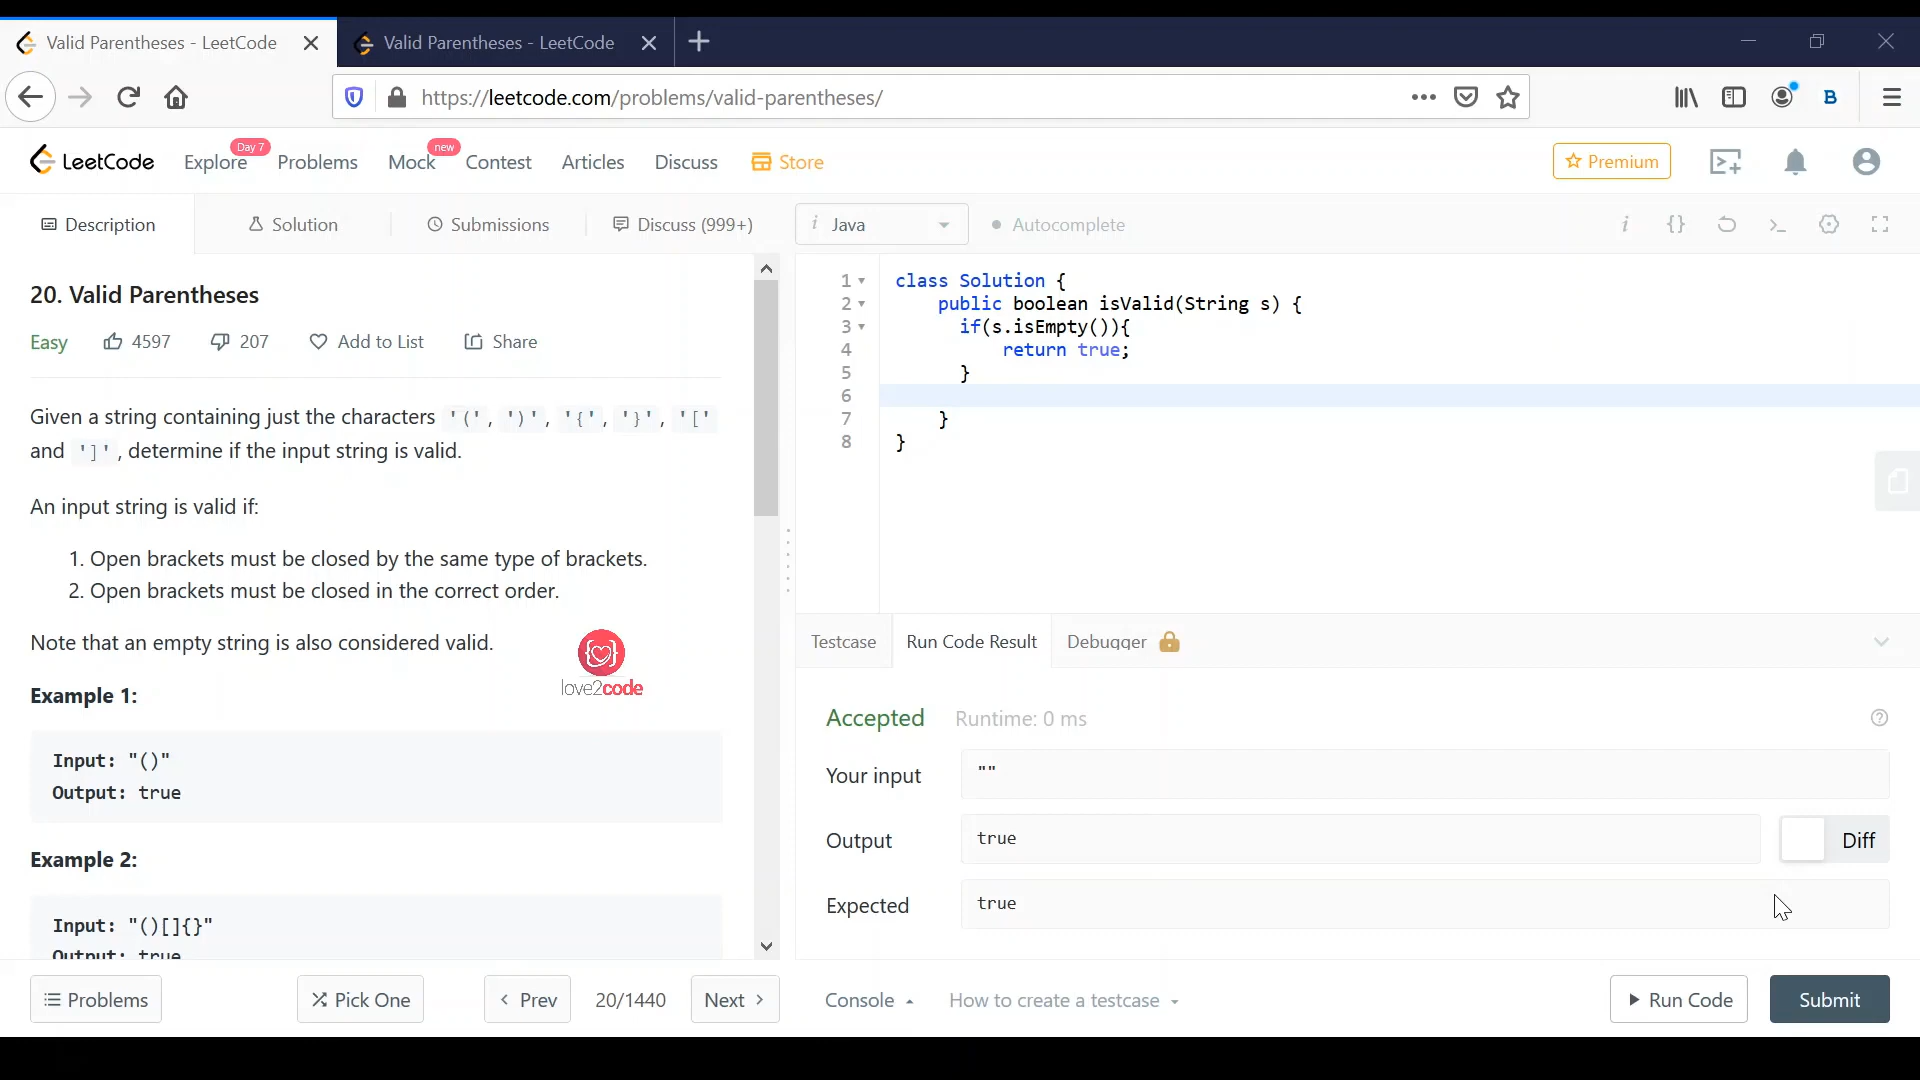 Valid Parentheses - LeetCode
Valid Parentheses - LeetCode
https://leetcode.com/problems/valid-parentheses/
B
LeetCode
Explore
Day 7
Problems
Mock
new
Contest
Articles
Discuss
Store
Premium
Description
Solution
Submissions
Discuss (999+)
i Java
Autocomplete
i {}
20. Valid Parentheses
Easy 4597 207 Add to List Share
Given a string containing just the characters '(', ')', '{', '}', '['
and ']', determine if the input string is valid.
An input string is valid if:
1. Open brackets must be closed by the same type of brackets.
2. Open brackets must be closed in the correct order.
Note that an empty string is also considered valid.
{ }
love2code
Example 1:
Input: "()"
Output: true
Example 2:
Input: "()[]{}"
Output: true
1 class Solution {
2 public boolean isValid(String s) {
3 if(s.isEmpty()){
4 return true;
5 }
6
7 }
8 }
Testcase
Run Code Result
Debugger
Accepted Runtime: 0 ms
?
Your input ""
Output true
Diff
Expected true
Problems
Pick One
Prev
20/1440
Next
Console
How to create a testcase
Run Code
Submit